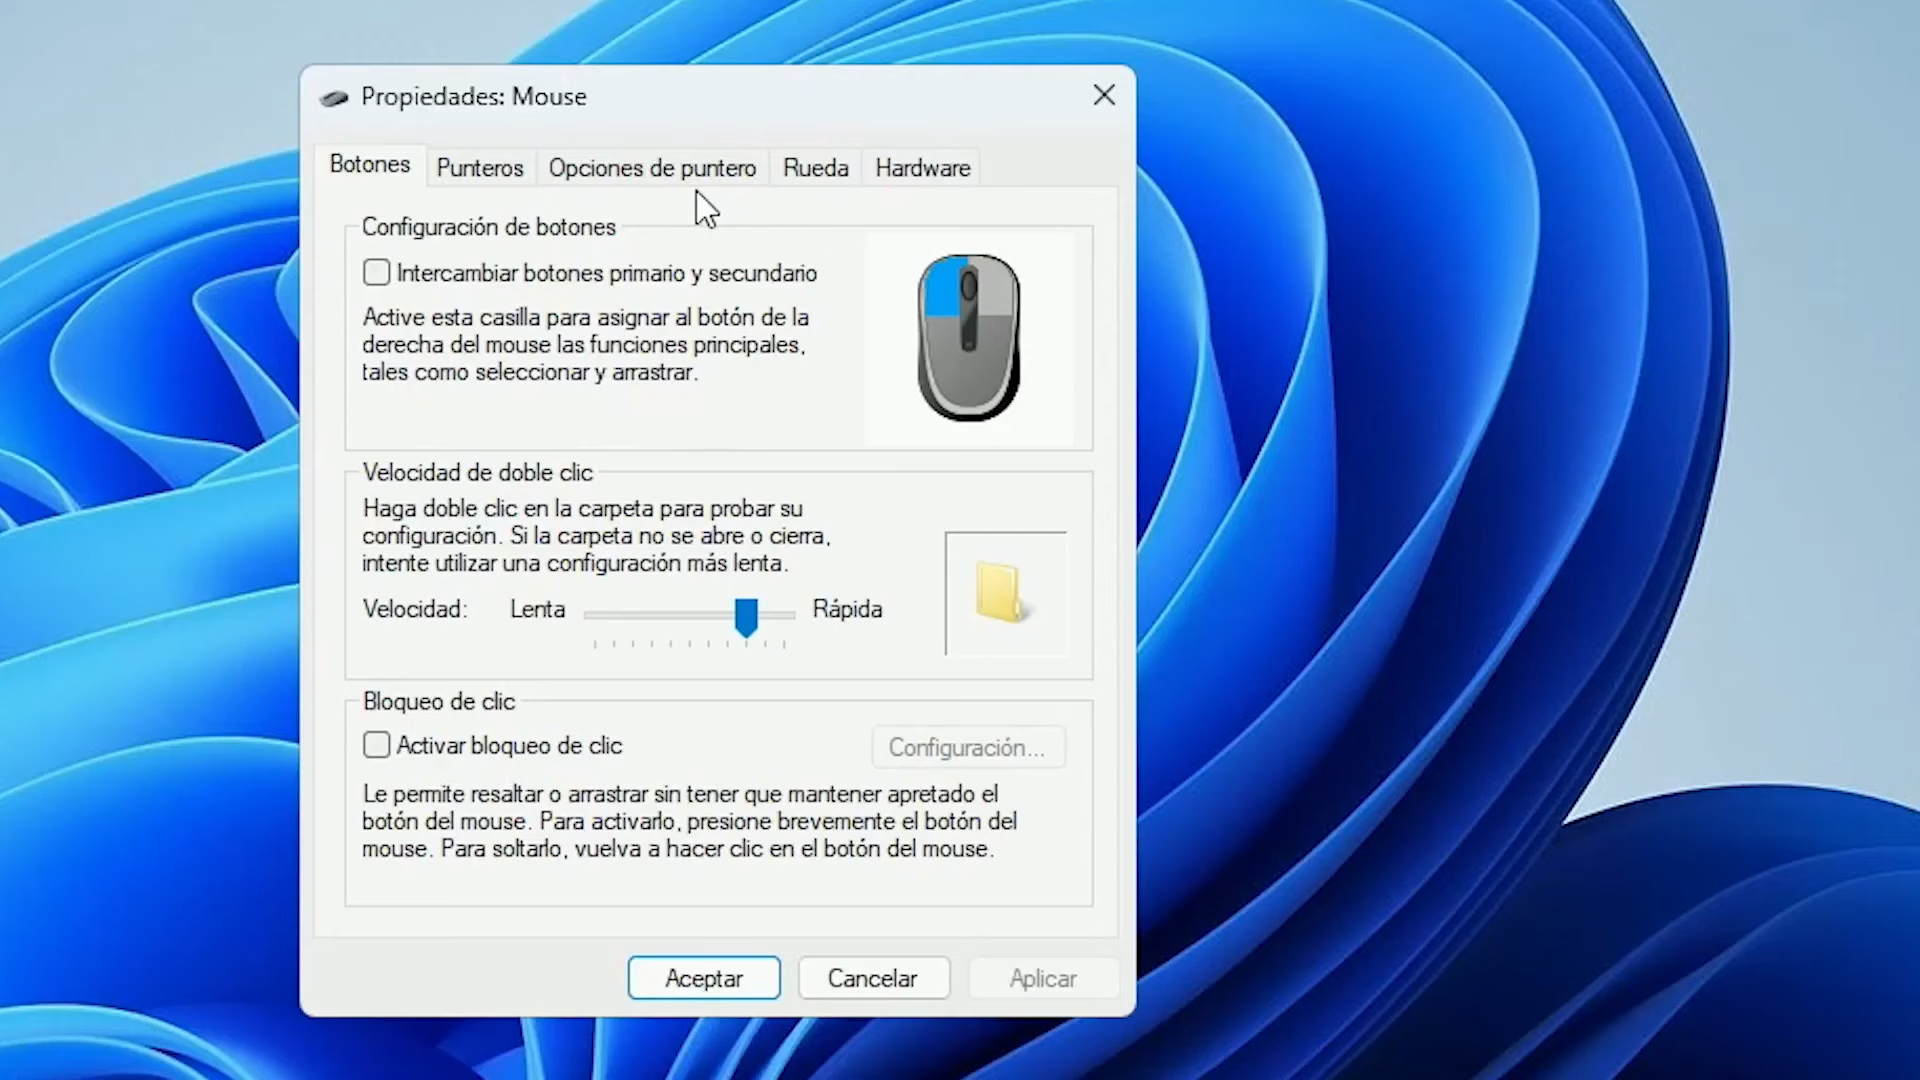 Propiedades: Mouse
Botones Punteros Opciones de puntero Rueda Hardware
Configuración de botones
Intercambiar botones primario y secundario
Active esta casilla para asignar al botón de la
derecha del mouse las funciones principales,
tales como seleccionar y arrastrar.
Velocidad de doble clic
Haga doble clic en la carpeta para probar su
configuración. Si la carpeta no se abre o cierra,
intente utilizar una configuración más lenta.
Velocidad: Lenta Rápida
Bloqueo de clic
Activar bloqueo de clic Configuración...
Le permite resaltar o arrastrar sin tener que mantener apretado el
botón del mouse. Para activarlo, presione brevemente el botón del
mouse. Para soltarlo, vuelva a hacer clic en el botón del mouse.
Aceptar Cancelar Aplicar